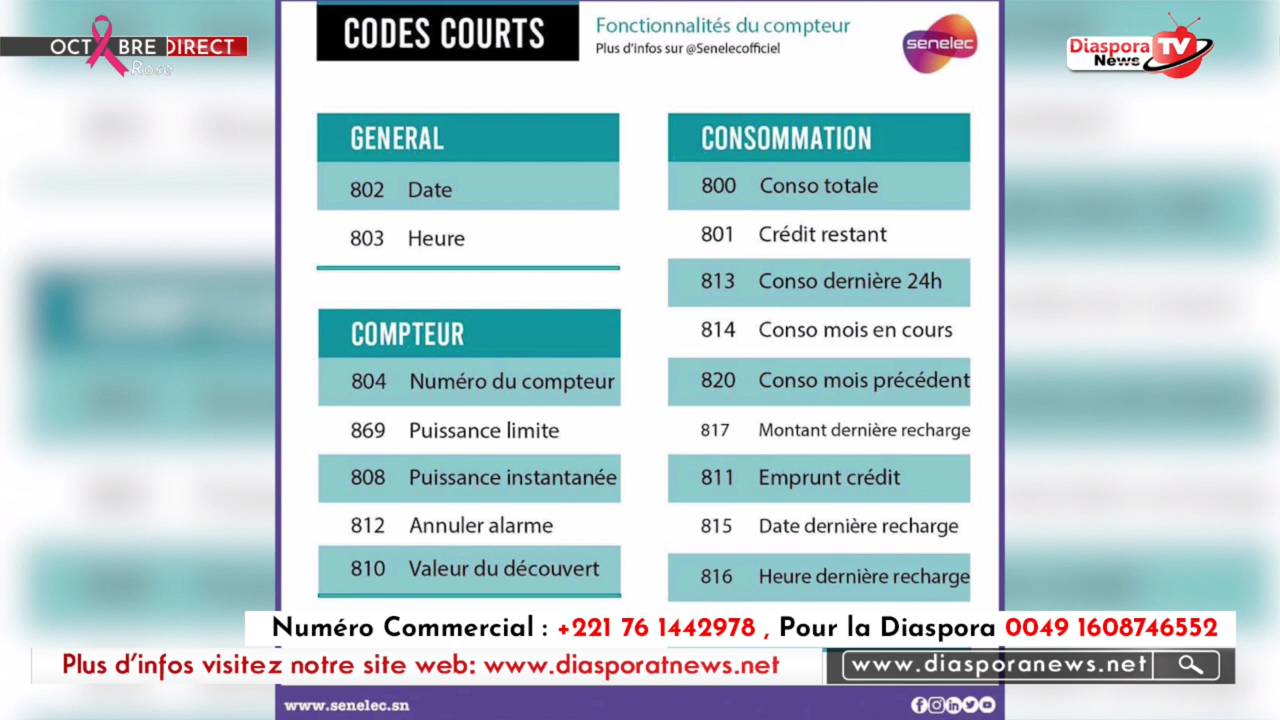 OCT BRE DIRECT
Rose
CODES COURTS
Fonctionnalités du compteur
Plus d'infos sur @Senelecofficiel
senelec
Diaspora TV
News
GENERAL
802 Date
803 Heure
COMPTEUR
804 Numéro du compteur
869 Puissance limite
808 Puissance instantanée
812 Annuler alarme
810 Valeur du découvert
CONSOMMATION
800 Conso totale
801 Crédit restant
813 Conso dernière 24h
814 Conso mois en cours
820 Conso mois précédent
817 Montant dernière recharge
811 Emprunt crédit
815 Date dernière recharge
816 Heure dernière recharge
Numéro Commercial : +221 76 1442978 , Pour la Diaspora 0049 1608746552
Plus d'infos visitez notre site web: www.diasporatnews.net
www.diasporanews.net
www.senelec.sn